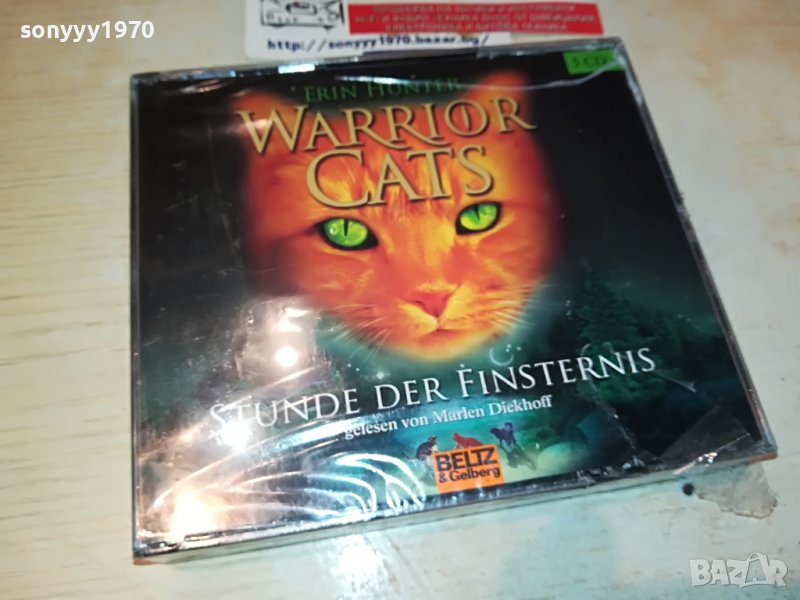 sonyyy1970
http://sonyyy1970.bazar.bg/
5 CD
ERIN HUNTER
WARRIOR
CATS
STUNDE DER FINSTERNIS
gelesen von Marlen Diekhoff
BELTZ
& Gelberg
BAZAR